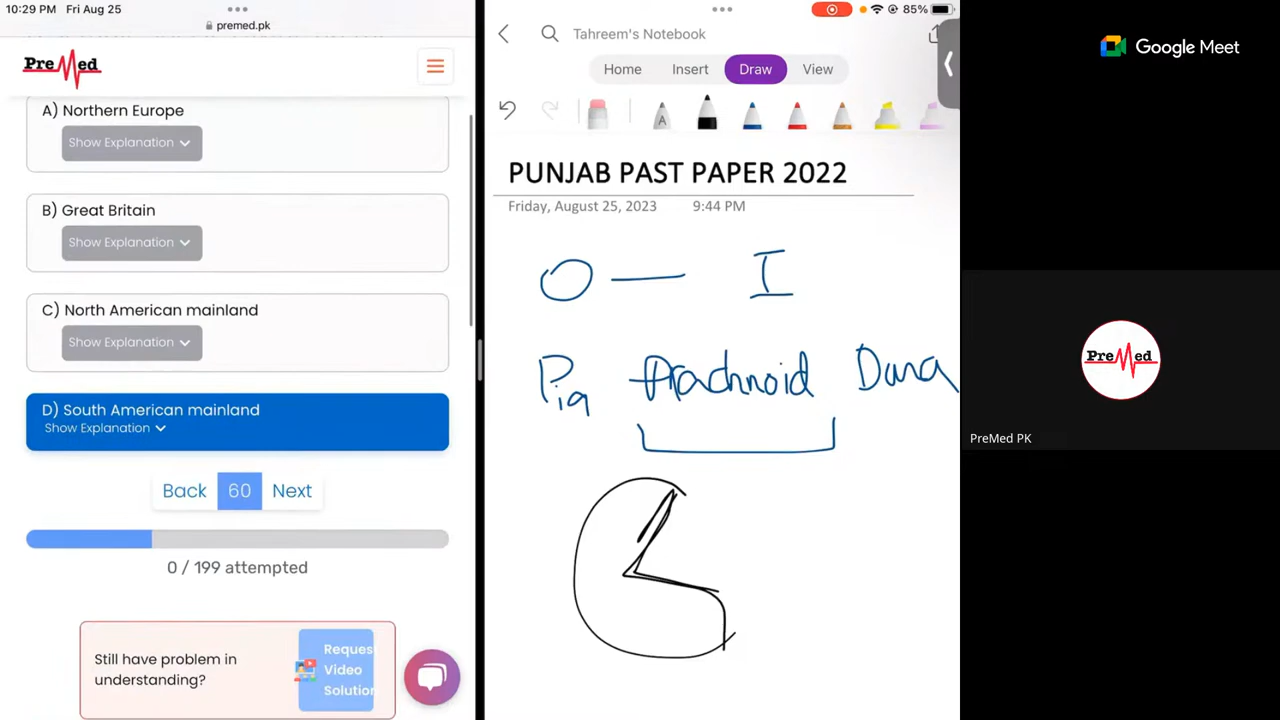 10:29 PM Fri Aug 25
premed.pk
PreMed
A) Northern Europe
Show Explanation
B) Great Britain
Show Explanation
C) North American mainland
Show Explanation
D) South American mainland
Show Explanation
Back 60 Next
0 / 199 attempted
Still have problem in
understanding?
Reques
Video
Solution
85%
Tahreem's Notebook
Home Insert Draw View
A
PUNJAB PAST PAPER 2022
Friday, August 25, 2023 9:44 PM
O — I
Pia Arachnoid Dura
Google Meet
PreMed
PreMed PK